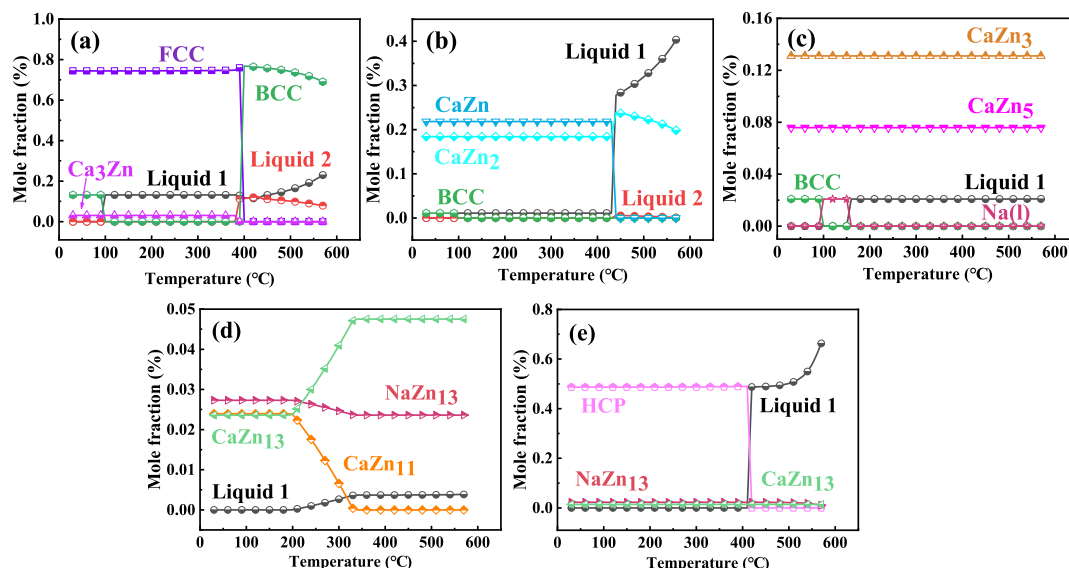 (a)
FCC
BCC
Ca3Zn
Liquid 1
Liquid 2
1.0
0.8
0.6
0.4
0.2
0.0
Mole fraction (%)
0 100 200 300 400 500 600
Temperature (℃)
(b)
Liquid 1
CaZn
CaZn2
BCC
Liquid 2
0.4
0.3
0.2
0.1
0.0
Mole fraction (%)
0 100 200 300 400 500 600
Temperature (℃)
(c)
CaZn3
CaZn5
BCC
Liquid 1
Na(l)
0.16
0.12
0.08
0.04
0.00
Mole fraction (%)
0 100 200 300 400 500 600
Temperature (℃)
(d)
NaZn13
CaZn13
CaZn11
Liquid 1
0.05
0.04
0.03
0.02
0.01
0.00
Mole fraction (%)
0 100 200 300 400 500 600
Temperature (℃)
(e)
HCP
Liquid 1
NaZn13
CaZn13
0.8
0.6
0.4
0.2
0.0
Mole fraction (%)
0 100 200 300 400 500 600
Temperature (℃)